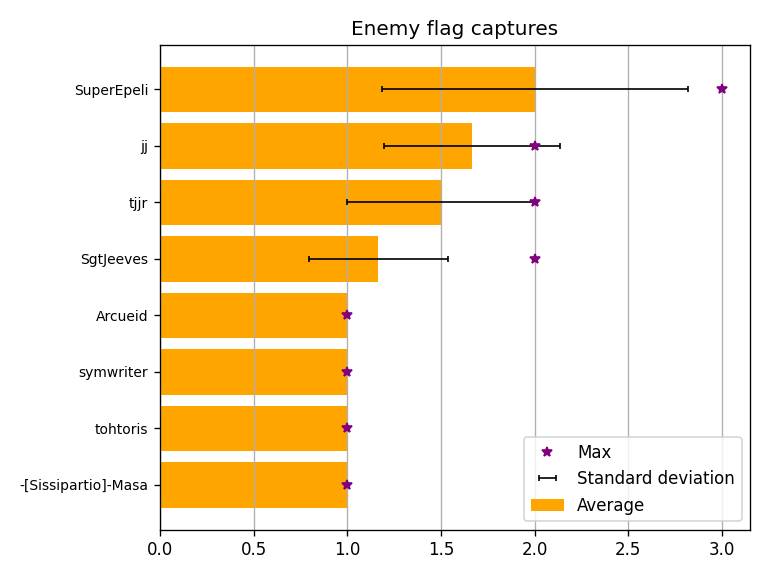 Enemy flag captures
SuperEpeli
jj
tjjr
SgtJeeves
Arcueid
symwriter
tohtoris
-[Sissipartio]-Masa
Max
Standard deviation
Average
0.0 0.5 1.0 1.5 2.0 2.5 3.0